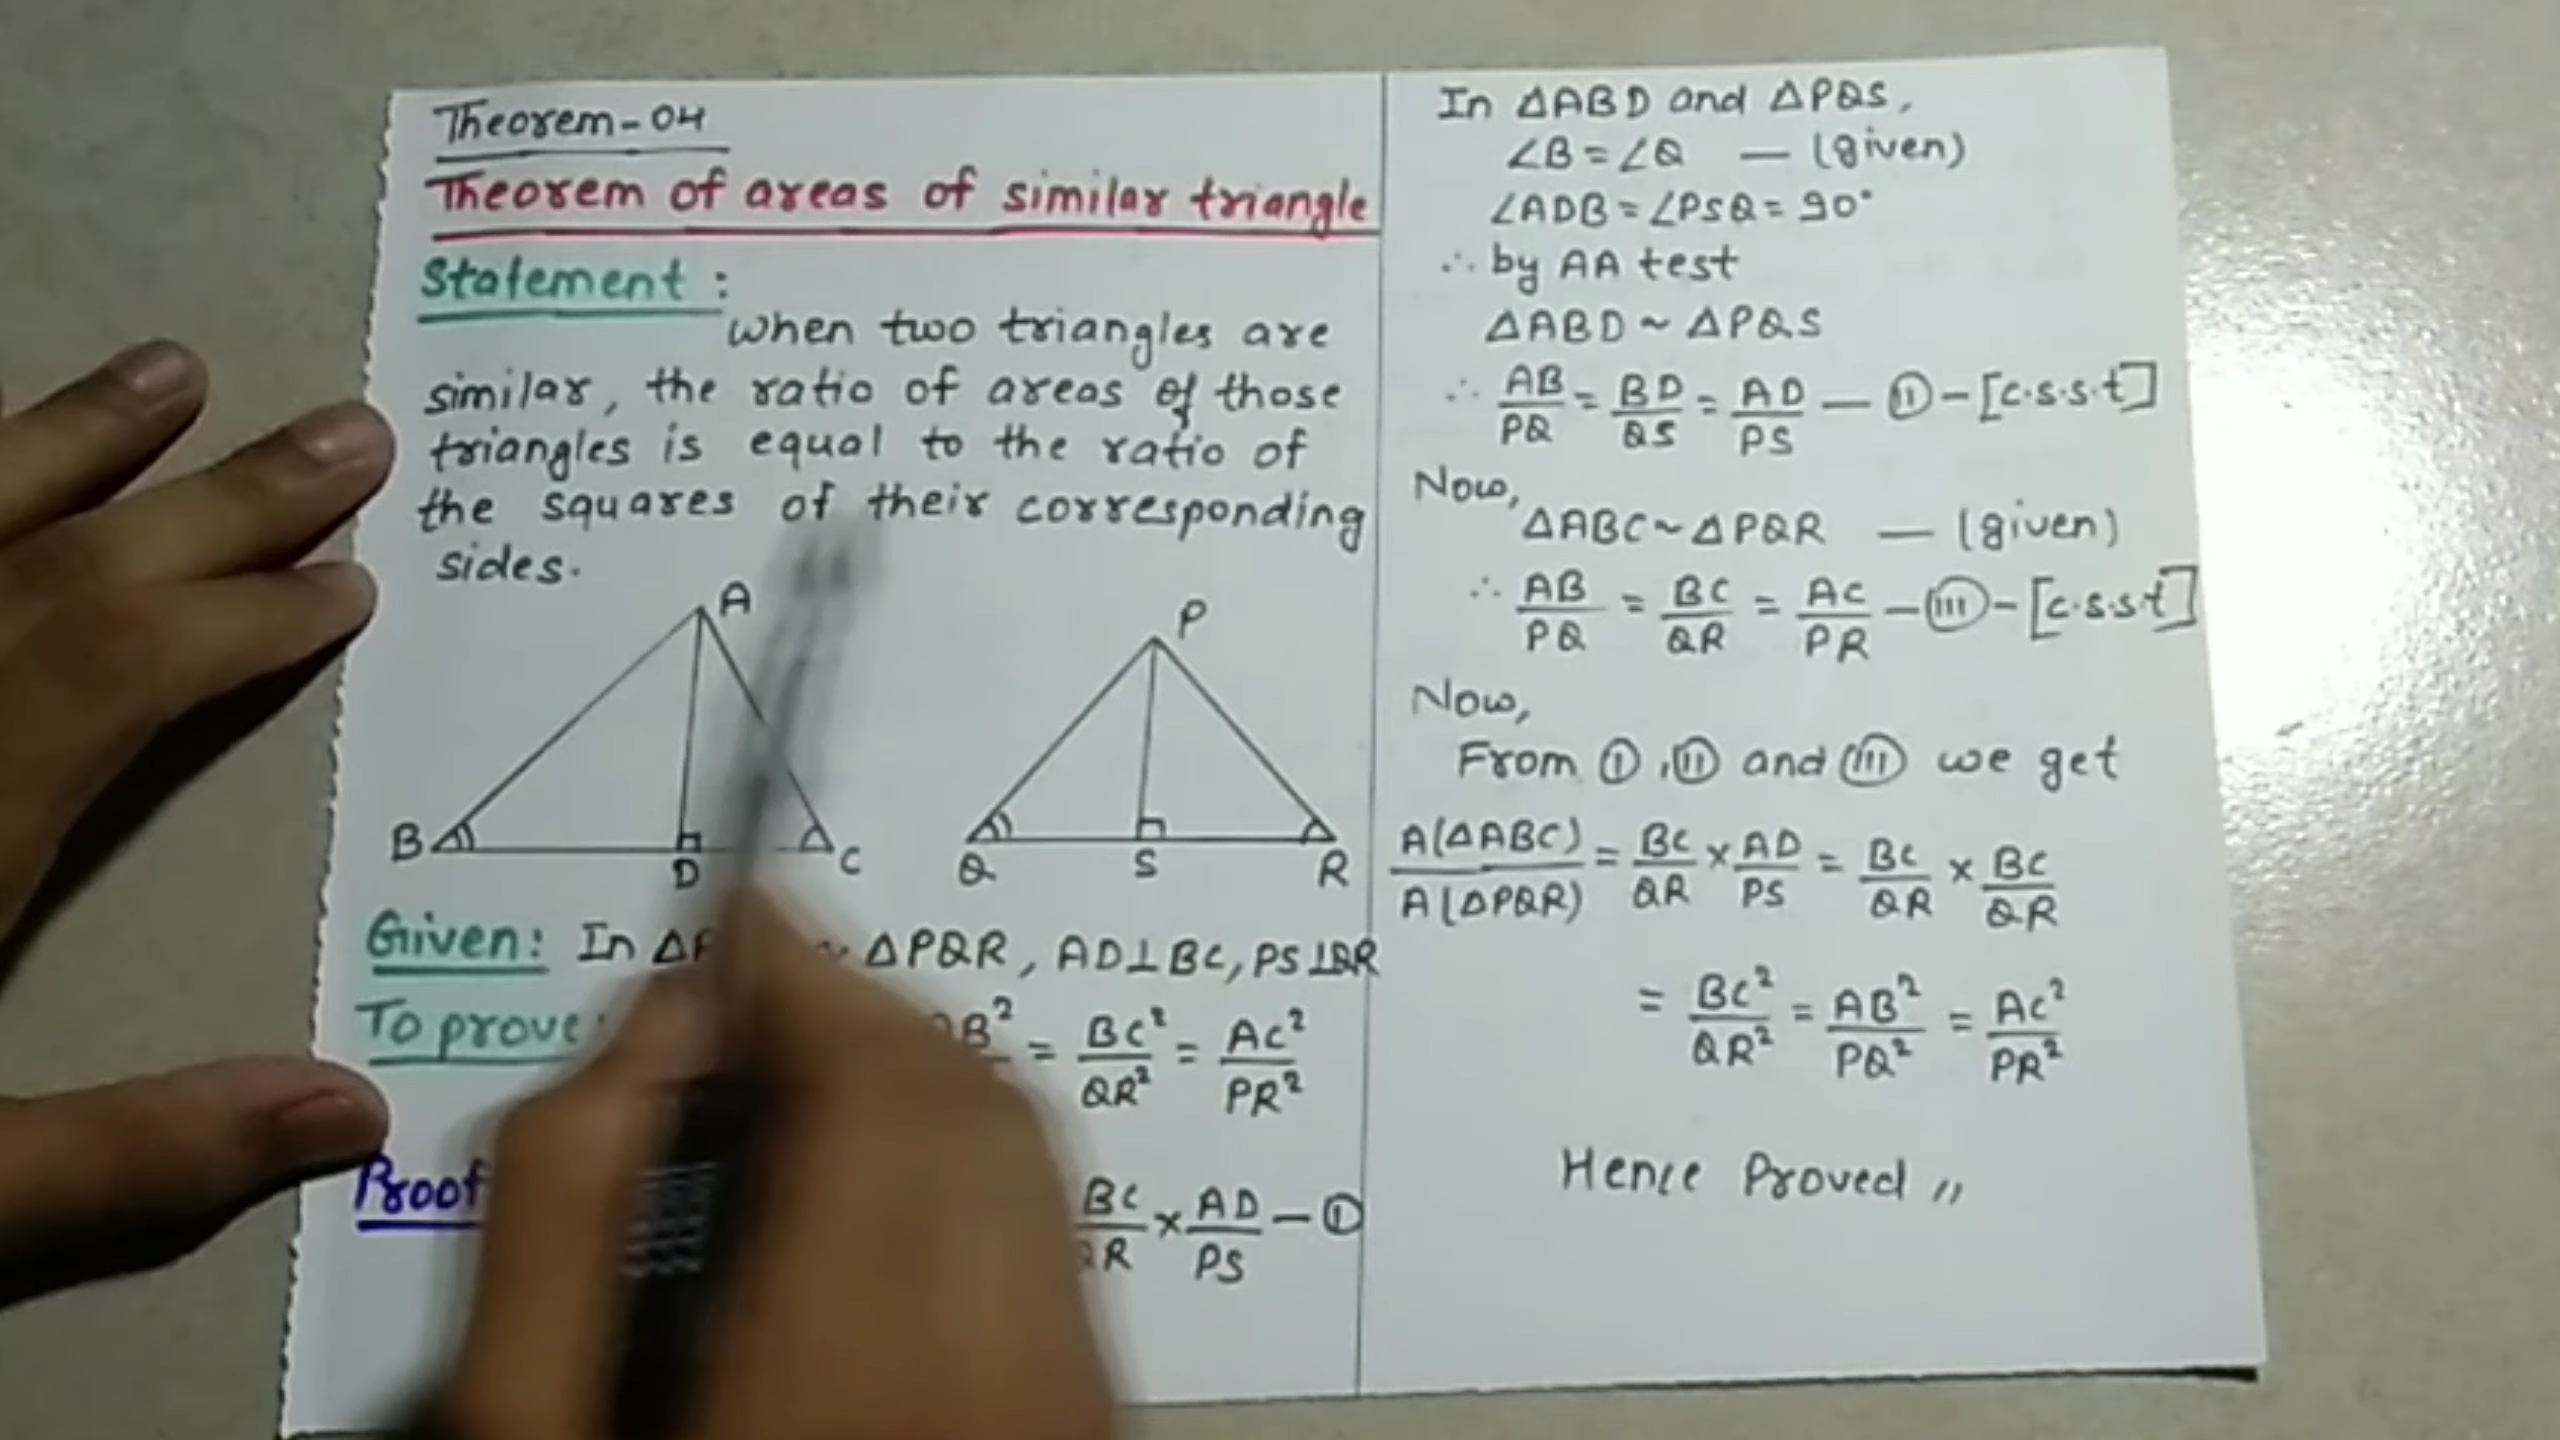 Theorem-04
Theorem of areas of similar triangle
Statement :
When two triangles are
similar, the ratio of areas of those
triangles is equal to the ratio of
the squares of their corresponding
sides.
A
B
D
C
P
Q
S
R
Given: In ~ ΔPQR, AD⊥BC, PS⊥QR
To prove: = BC²/QR² = AC²/PR²
Proof
BC/QR × AD/PS — Ⓘ
In ΔABD and ΔPQS,
∠B = ∠Q — (given)
∠ADB = ∠PSQ = 90°
∴ by AA test
ΔABD ~ ΔPQS
∴ AB/PQ = BD/QS = AD/PS — (II) - [c.s.s.t]
Now,
ΔABC ~ ΔPQR — (given)
∴ AB/PQ = BC/QR = AC/PR — (III) - [c.s.s.t]
Now,
From (I), (II) and (III) we get
A(ΔABC)/A(ΔPQR) = BC/QR × AD/PS = BC/QR × BC/QR
= BC²/QR² = AB²/PQ² = AC²/PR²
Hence Proved ,,